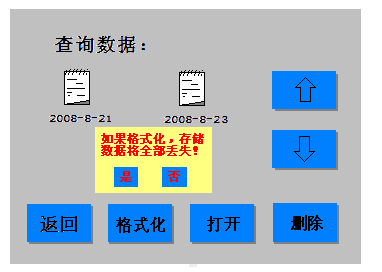 查询数据：
2008-8-21
2008-8-23
如果格式化，存储
数据将全部丢失！
是 否
返回 格式化 打开 删除